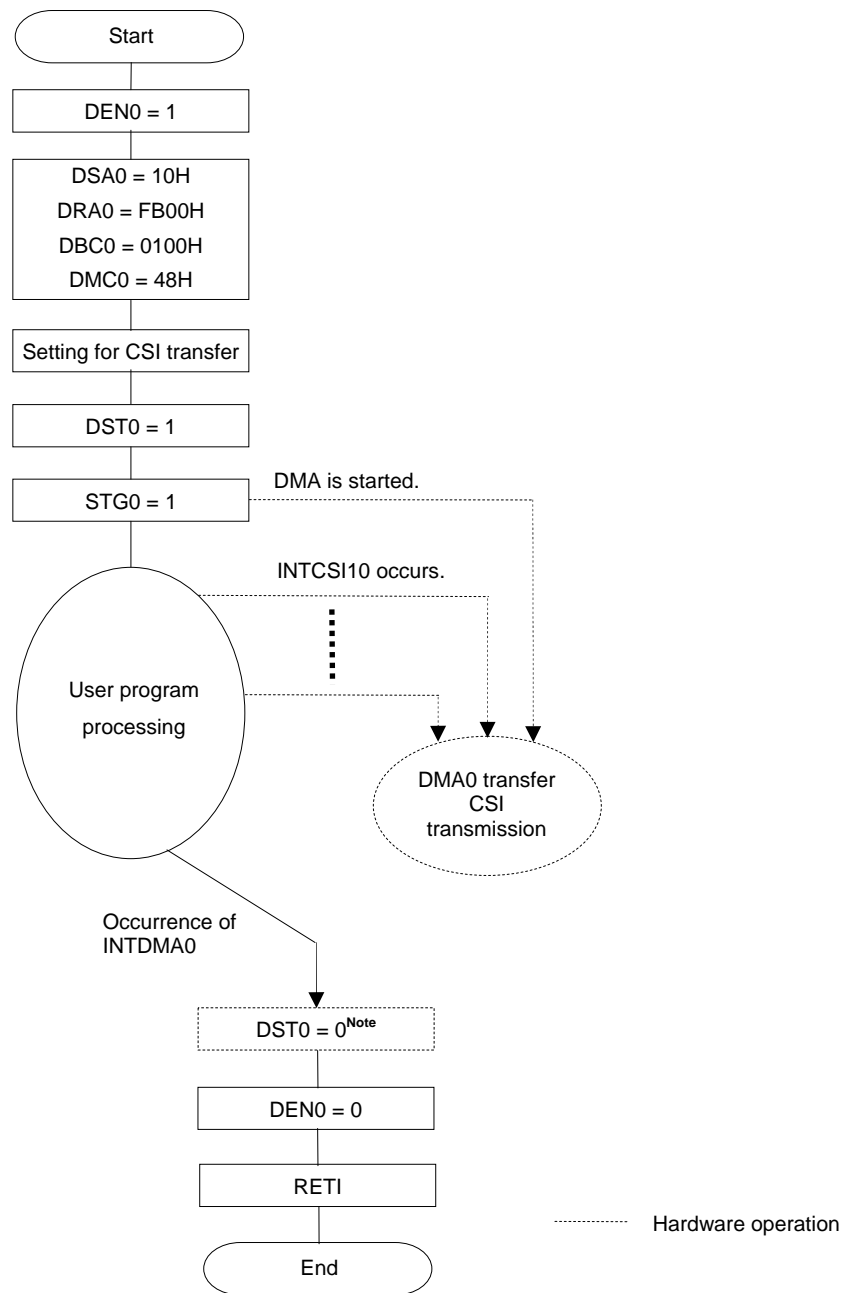 Start
DEN0 = 1
DSA0 = 10H
DRA0 = FB00H
DBC0 = 0100H
DMC0 = 48H
Setting for CSI transfer
DST0 = 1
STG0 = 1
DMA is started.
INTCSI10 occurs.
User program
processing
DMA0 transfer
CSI
transmission
Occurrence of
INTDMA0
DST0 = 0Note
DEN0 = 0
RETI
Hardware operation
End